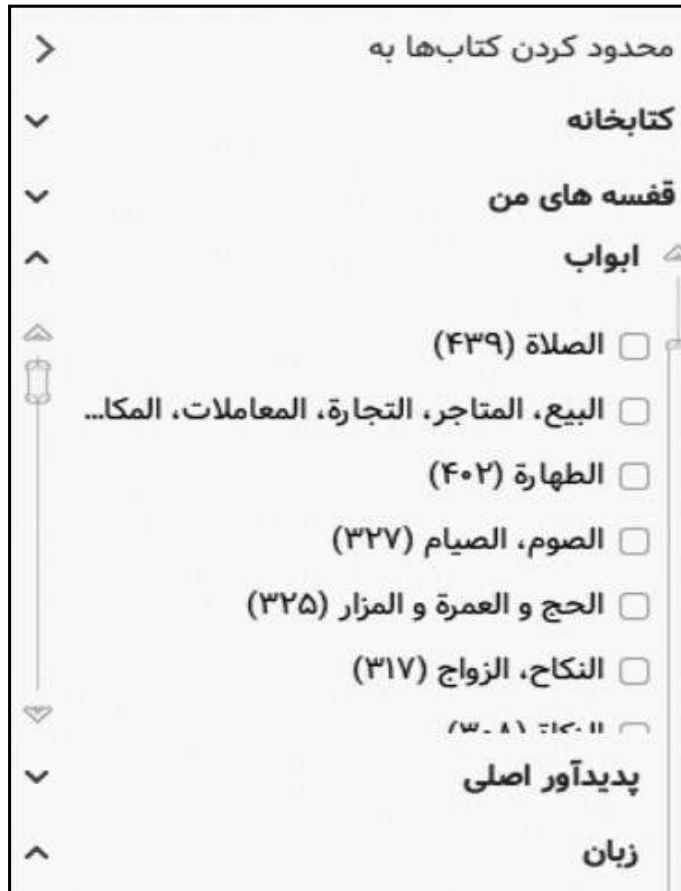 محدود کردن کتاب‌ها به
کتابخانه
قفسه های من
ابواب
الصلاة (۴۳۹)
البیع، المتاجر، التجارة، المعاملات، المکا...
الطهارة (۴۰۲)
الصوم، الصیام (۳۲۷)
الحج و العمرة و المزار (۳۲۵)
النکاح، الزواج (۳۱۷)
پدیدآور اصلی
زبان